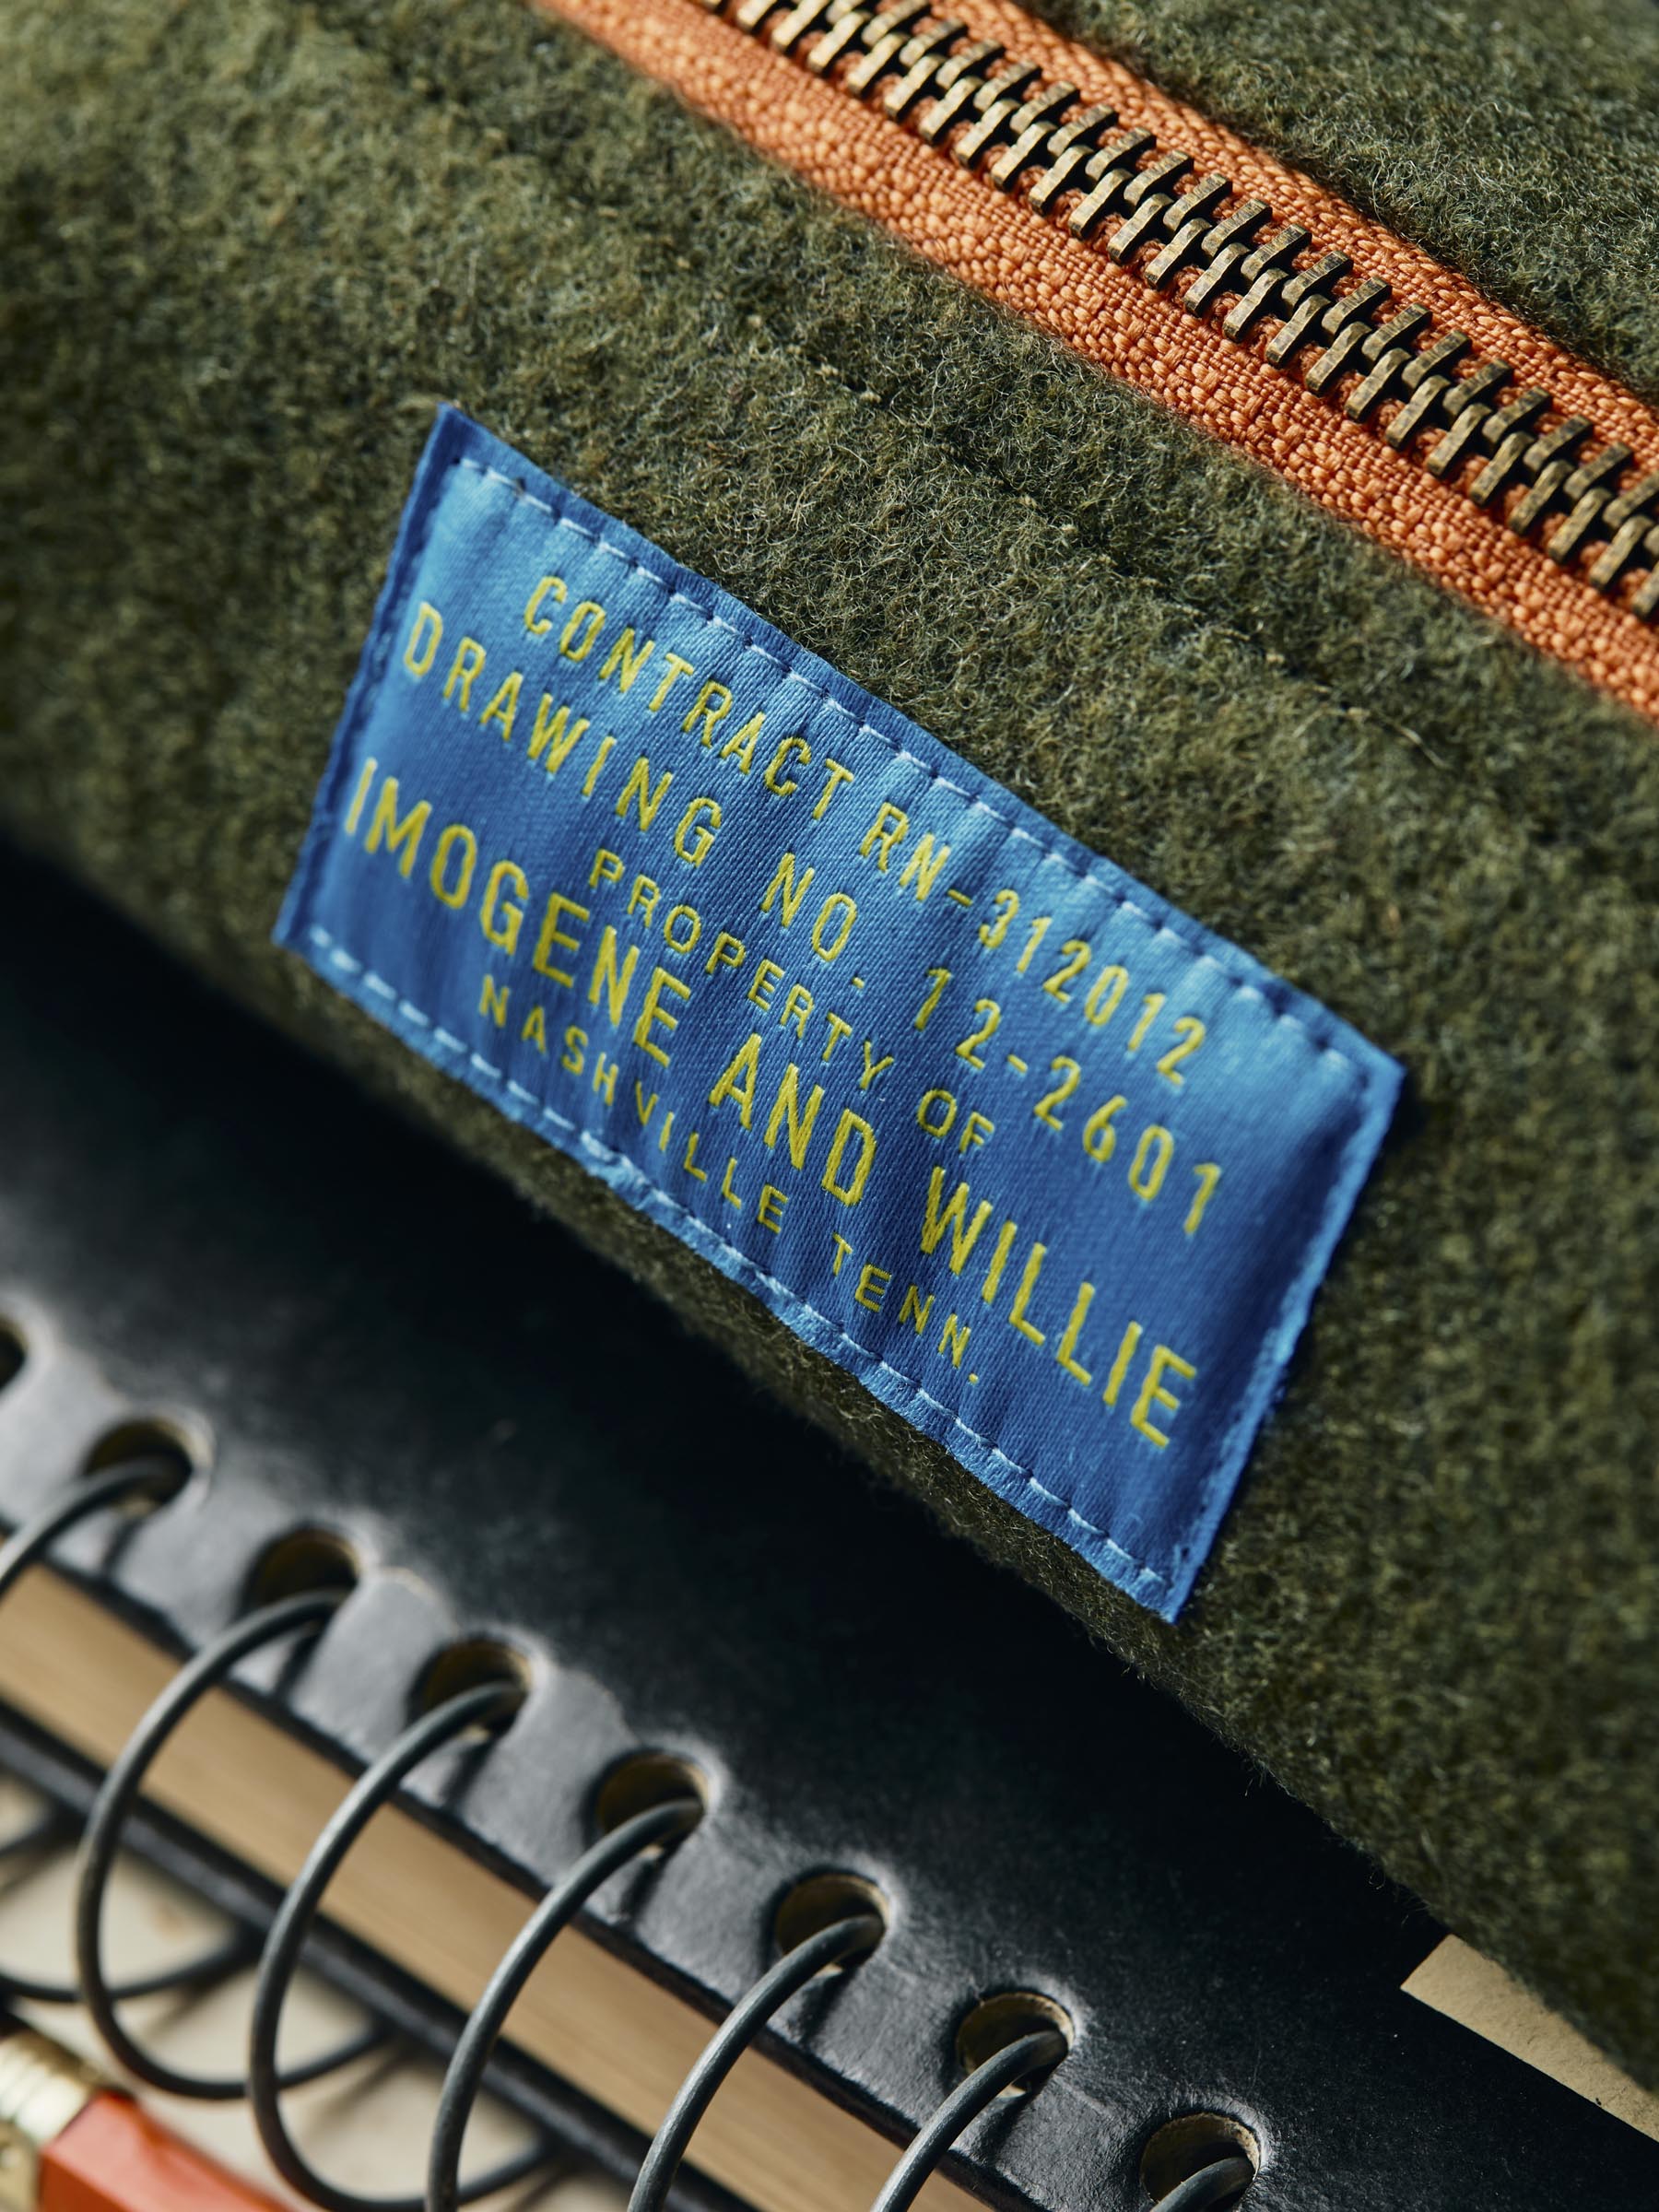 CONTRACT RN-312012
DRAWING NO. 12-2601
PROPERTY OF
IMOGENE AND WILLIE
NASHVILLE TENN.